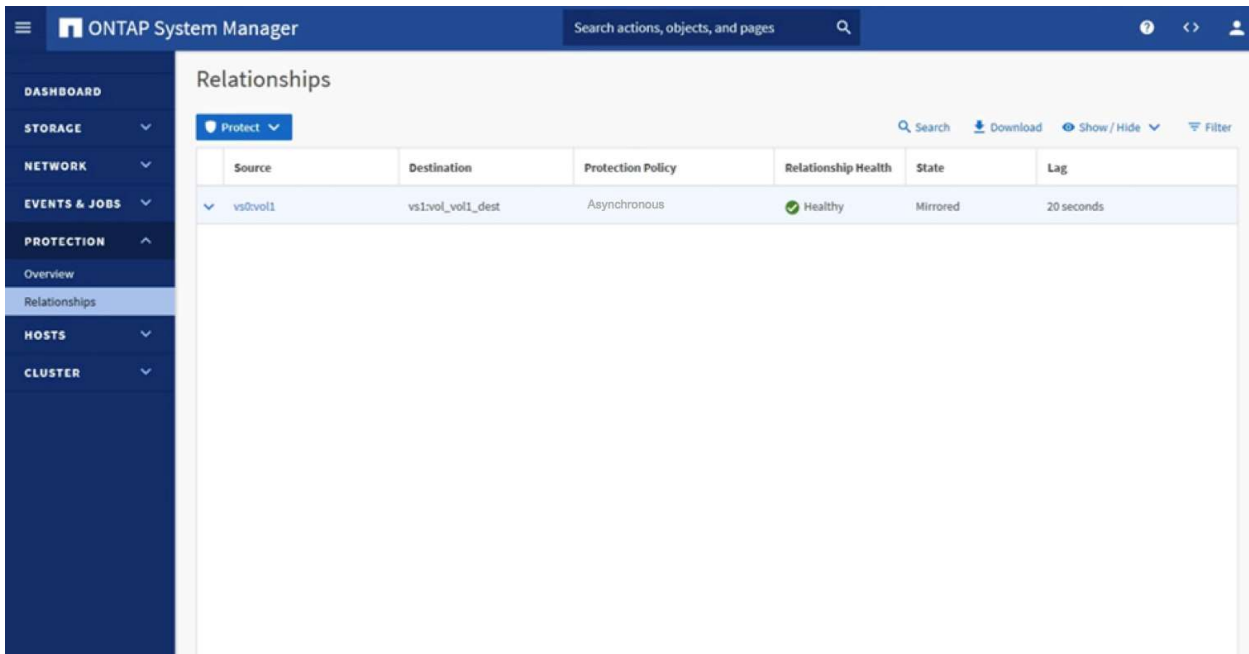 ONTAP System Manager
Search actions, objects, and pages
DASHBOARD
STORAGE
NETWORK
EVENTS & JOBS
PROTECTION
Overview
Relationships
HOSTS
CLUSTER
Relationships
Protect
Search Download Show / Hide Filter
Source Destination Protection Policy Relationship Health State Lag
vs0:vol1 vs1:vol_vol1_dest Asynchronous Healthy Mirrored 20 seconds